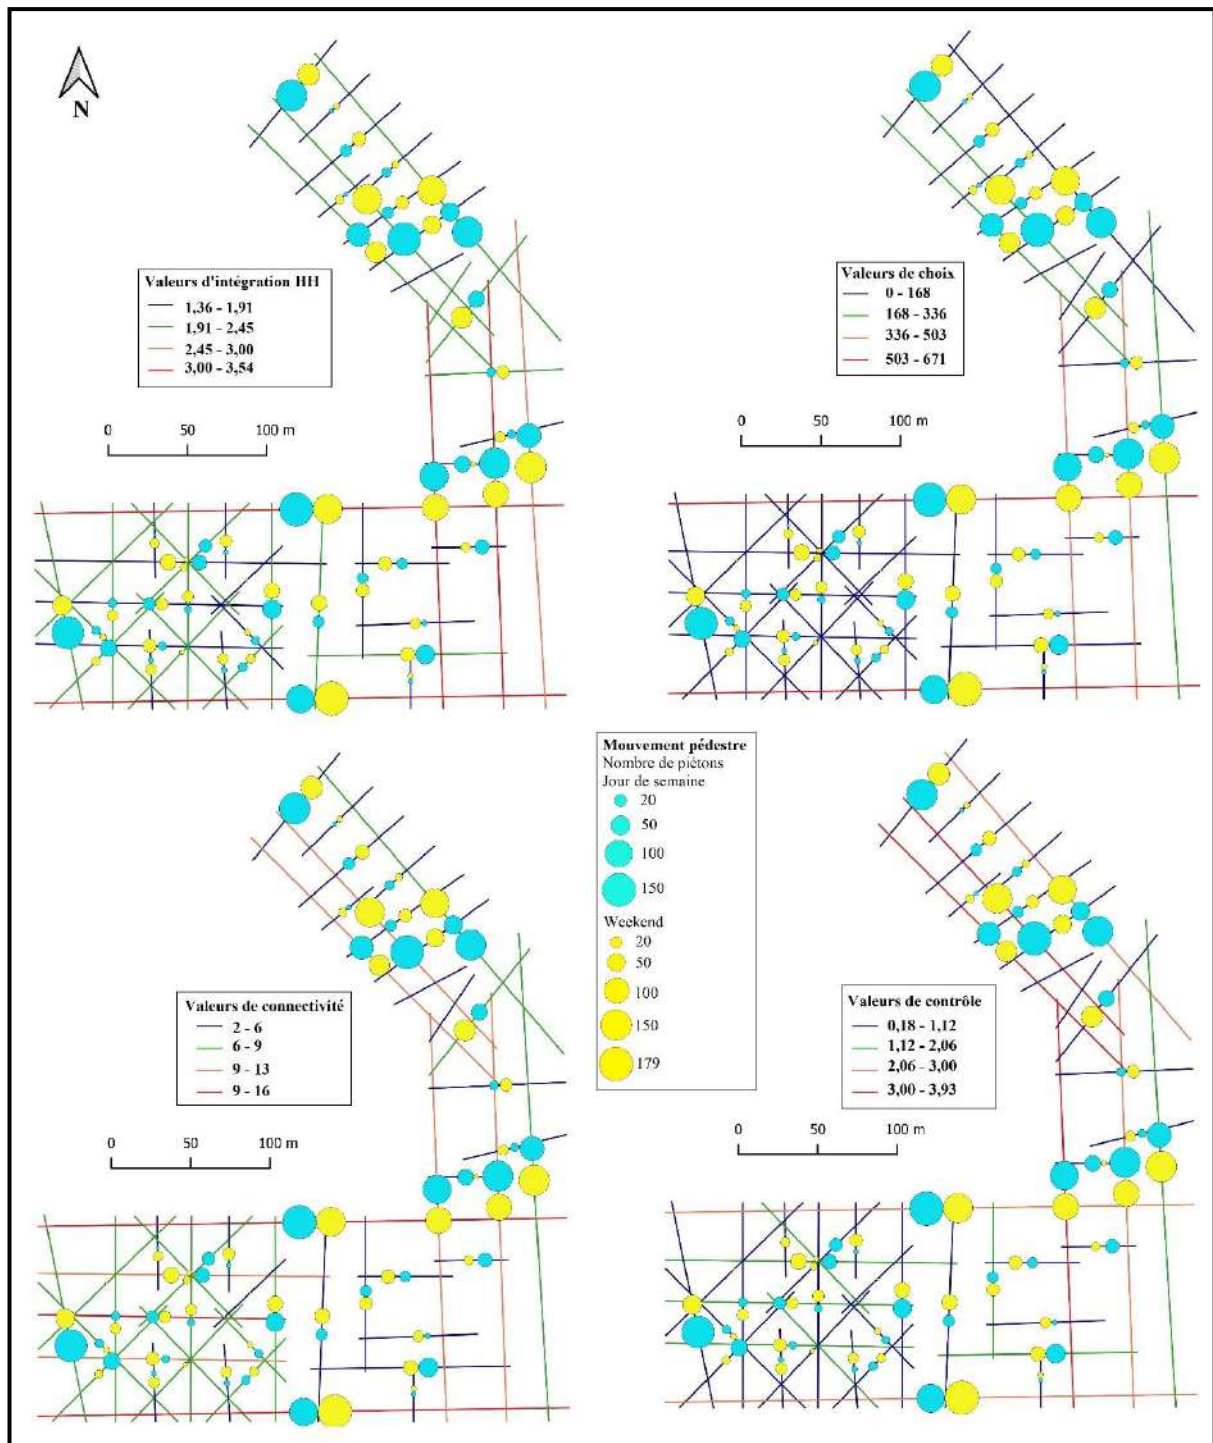 N
Valeurs d'intégration HH
1,36 - 1,91
1,91 - 2,45
2,45 - 3,00
3,00 - 3,54
0 50 100 m
Valeurs de choix
0 - 168
168 - 336
336 - 503
503 - 671
0 50 100 m
Mouvement pédestre
Nombre de piétons
Jour de semaine
20
50
100
150
Weekend
20
50
100
150
179
Valeurs de connectivité
2 - 6
6 - 9
9 - 13
9 - 16
0 50 100 m
Valeurs de contrôle
0,18 - 1,12
1,12 - 2,06
2,06 - 3,00
3,00 - 3,93
0 50 100 m